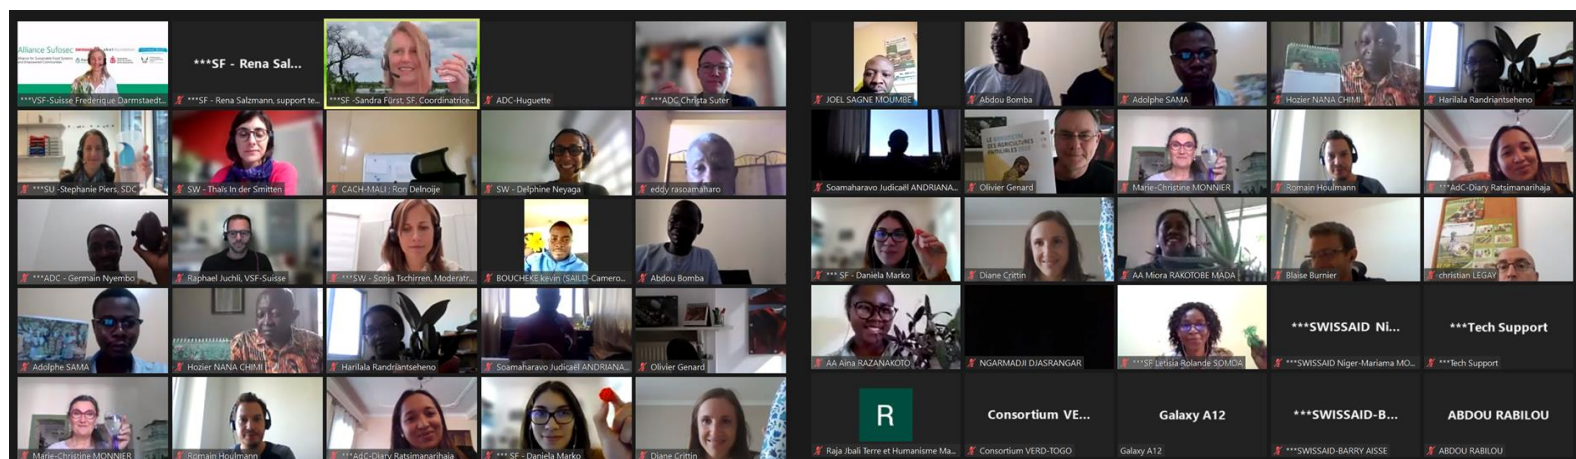 Alliance Sufosec
***VSF-Suisse Frederique Darmstaedt...
***SF - Rena Sal...
***SF - Rena Salzmann, support te...
***SF -Sandra Fürst, SF, Coordinatrice...
ADC-Huguette
***ADC Christa Suter
***SU -Stephanie Piers, SDC
SW - Thaïs In der Smitten
CACH-MALI : Ron Delnoije
SW - Delphine Neyaga
eddy rasoamaharo
***ADC - Germain Nyembo
Raphael Juchli, VSF-Suisse
***SW - Sonja Tschirren, Moderatr...
BOUCHEKE kevin (SAILD-Camero...
Abdou Bomba
Adolphe SAMA
Hozier NANA CHIMI
Harilala Randriantseheno
Soamaharavo Judicaël ANDRIANA...
Olivier Genard
Marie-Christine MONNIER
Romain Houlmann
***AdC-Diary Ratsimanarihaja
*** SF - Daniela Marko
Diane Crittin
JOEL SAGNE MOUMBE
Abdou Bomba
Adolphe SAMA
Hozier NANA CHIMI
Harilala Randriantseheno
Soamaharavo Judicaël ANDRIANA...
LE
DES AGRICULTURES
FAMILIALES
Olivier Genard
Marie-Christine MONNIER
Romain Houlmann
***AdC-Diary Ratsimanarihaja
*** SF - Daniela Marko
Diane Crittin
AA Miora RAKOTOBE MADA
Blaise Burnier
christian LEGAY
AA Aina RAZANAKOTO
NGARMADJI DJASRANGAR
***SF Letisia Rolande SOMDA
***SWISSAID Ni...
***SWISSAID Niger-Mariama MO...
***Tech Support
***Tech Support
R
Raja Jbali Terre et Humanisme Ma...
Consortium VE...
Consortium VERD-TOGO
Galaxy A12
Galaxy A12
***SWISSAID-B...
***SWISSAID-BARRY AISSE
ABDOU RABILOU
ABDOU RABILOU